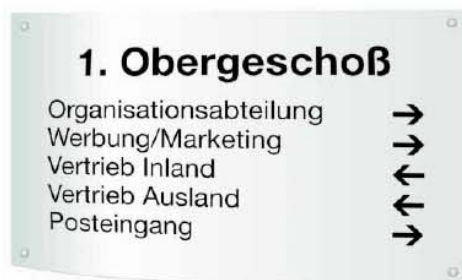 1. Obergeschoß
Organisationsabteilung →
Werbung/Marketing →
Vertrieb Inland ←
Vertrieb Ausland ←
Posteingang →